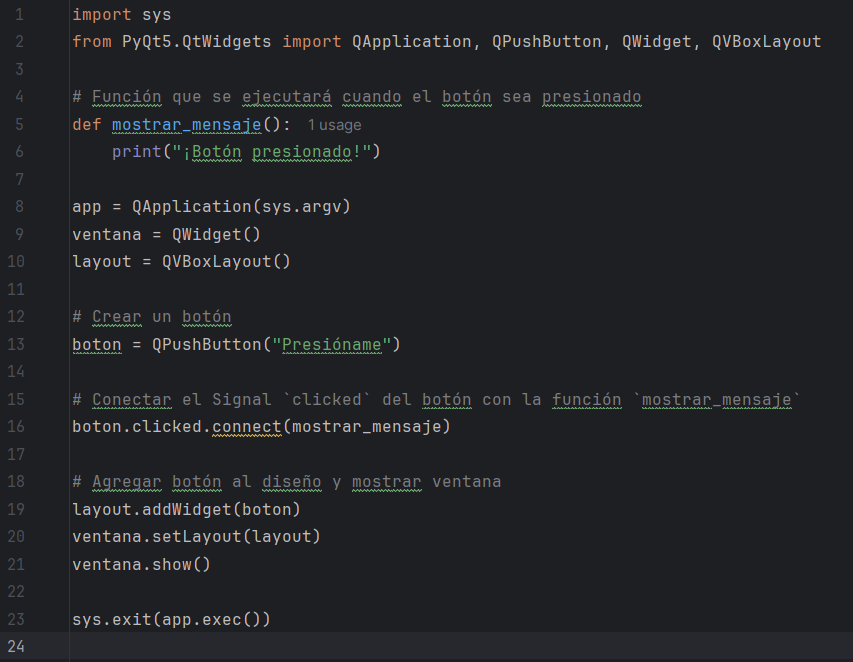 1 import sys
2 from PyQt5.QtWidgets import QApplication, QPushButton, QWidget, QVBoxLayout
3
4 # Función que se ejecutará cuando el botón sea presionado
5 def mostrar_mensaje(): 1 usage
6     print("¡Botón presionado!")
7
8 app = QApplication(sys.argv)
9 ventana = QWidget()
10 layout = QVBoxLayout()
11
12 # Crear un botón
13 boton = QPushButton("Presióname")
14
15 # Conectar el Signal `clicked` del botón con la función `mostrar_mensaje`
16 boton.clicked.connect(mostrar_mensaje)
17
18 # Agregar botón al diseño y mostrar ventana
19 layout.addWidget(boton)
20 ventana.setLayout(layout)
21 ventana.show()
22
23 sys.exit(app.exec())
24